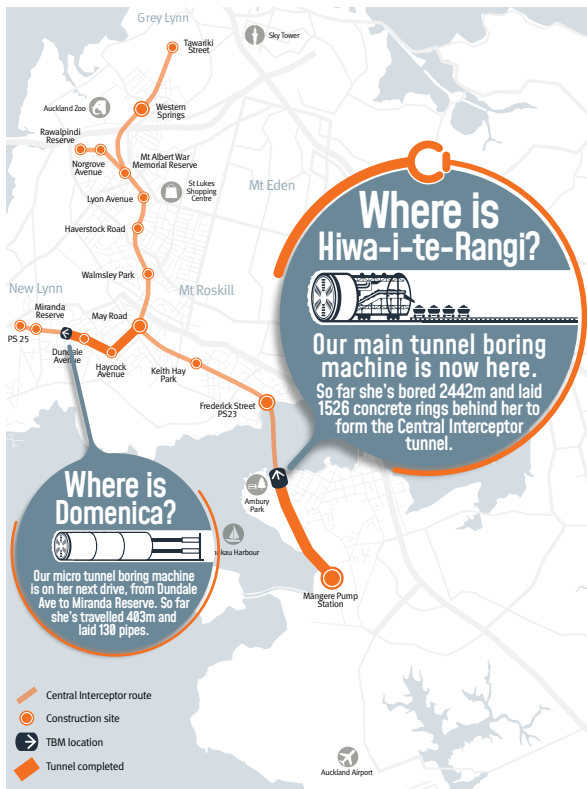 Grey Lynn
Tawariki
Street
Sky Tower
Auckland Zoo
Western
Springs
Rawalpindi
Reserve
Norgrove
Avenue
Mt Albert War
Memorial Reserve
St Lukes
Shopping
Centre
Mt Eden
Lyon Avenue
Haverstock Road
Walmsley Park
New Lynn
Mt Roskill
Miranda
Reserve
May Road
PS 25
Dundale
Avenue
Haycock
Avenue
Keith Hay
Park
Frederick Street
PS23
Where is
Hiwa-i-te-Rangi?
Our main tunnel boring
machine is now here.
So far she's bored 2442m and laid
1526 concrete rings behind her to
form the Central Interceptor
tunnel.
Ambury
Park
Where is
Domenica?
Our micro tunnel boring machine
is on her next drive, from Dundale
Ave to Miranda Reserve. So far
she's travelled 403m and
laid 130 pipes.
Harbour
Māngere Pump
Station
Central Interceptor route
Construction site
TBM location
Tunnel completed
Auckland Airport